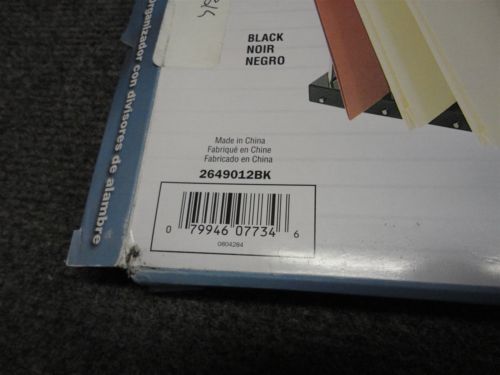 BLACK
NOIR
NEGRO
Made in China
Fabriqué en Chine
Fabricado en China
2649012BK
0 79946 07734 6
0804284
organizador con divisores de alambre